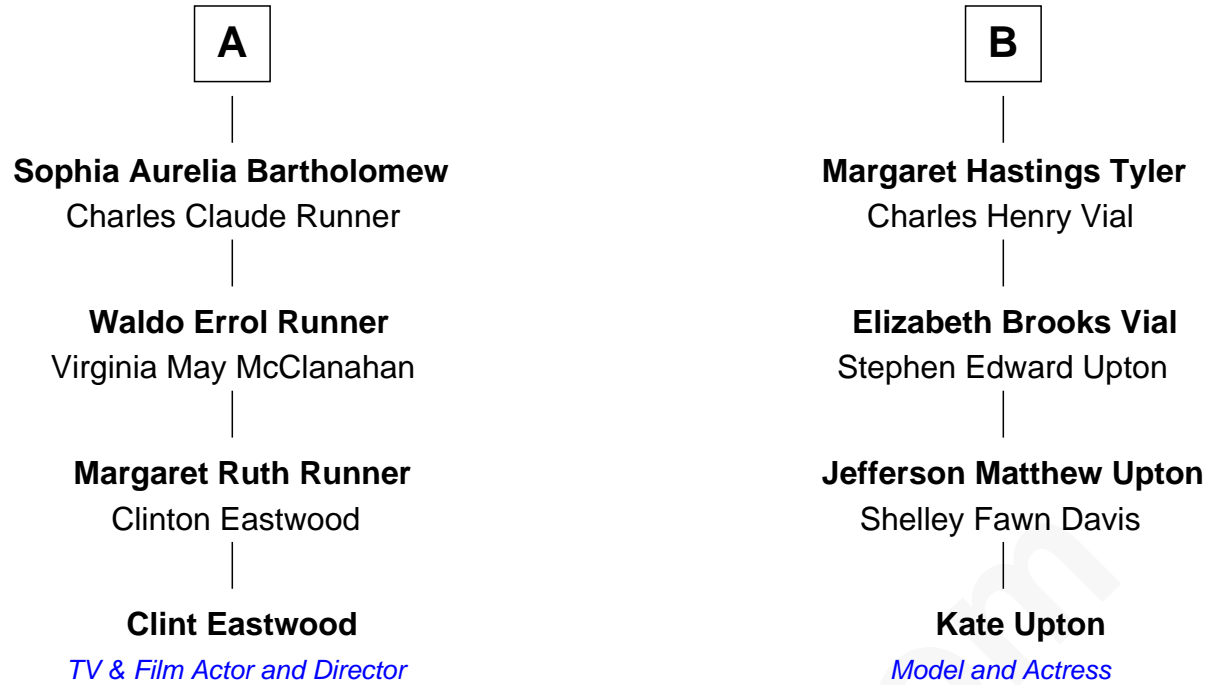 A
Sophia Aurelia Bartholomew
Charles Claude Runner
Waldo Errol Runner
Virginia May McClanahan
Margaret Ruth Runner
Clinton Eastwood
Clint Eastwood
TV & Film Actor and Director
B
Margaret Hastings Tyler
Charles Henry Vial
Elizabeth Brooks Vial
Stephen Edward Upton
Jefferson Matthew Upton
Shelley Fawn Davis
Kate Upton
Model and Actress